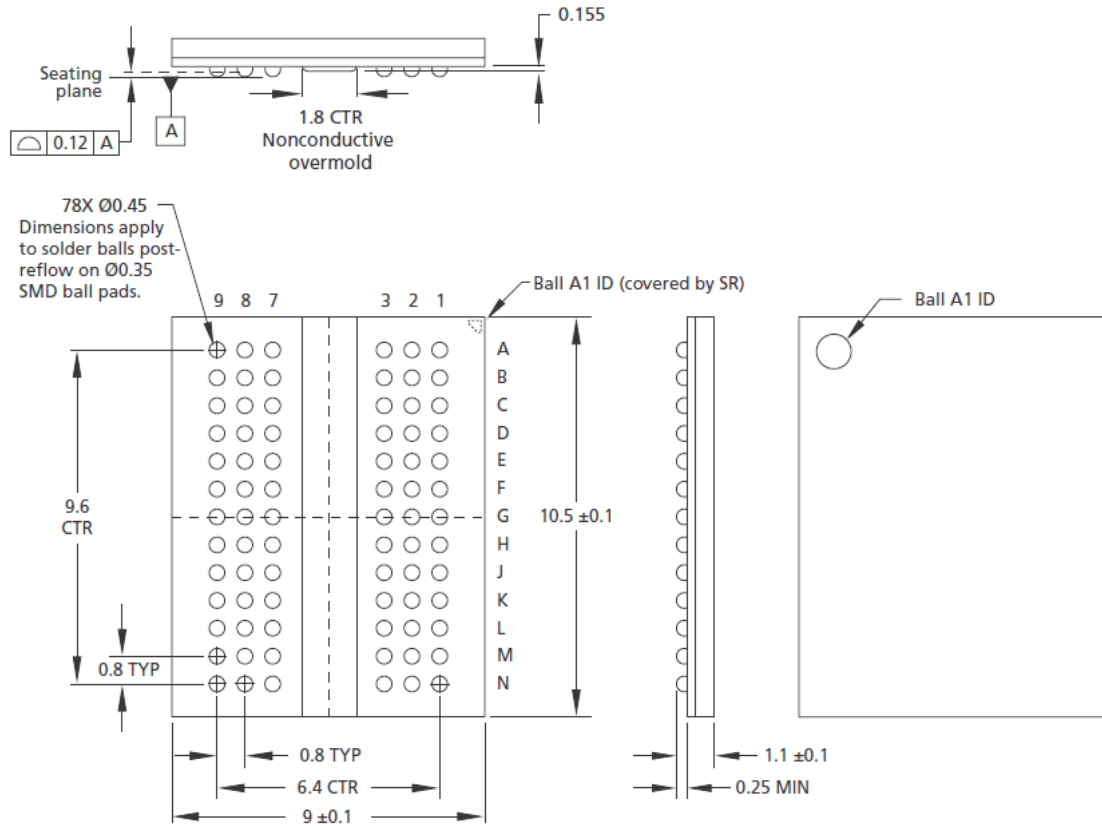 0.155
Seating
plane
A
0.12 A
1.8 CTR
Nonconductive
overmold
78X Ø0.45
Dimensions apply
to solder balls post-
reflow on Ø0.35
SMD ball pads.
Ball A1 ID (covered by SR)
Ball A1 ID
9 8 7 3 2 1
A
B
C
D
E
F
G
H
J
K
L
M
N
9.6
CTR
10.5 ±0.1
0.8 TYP
0.8 TYP
1.1 ±0.1
6.4 CTR
0.25 MIN
9 ±0.1